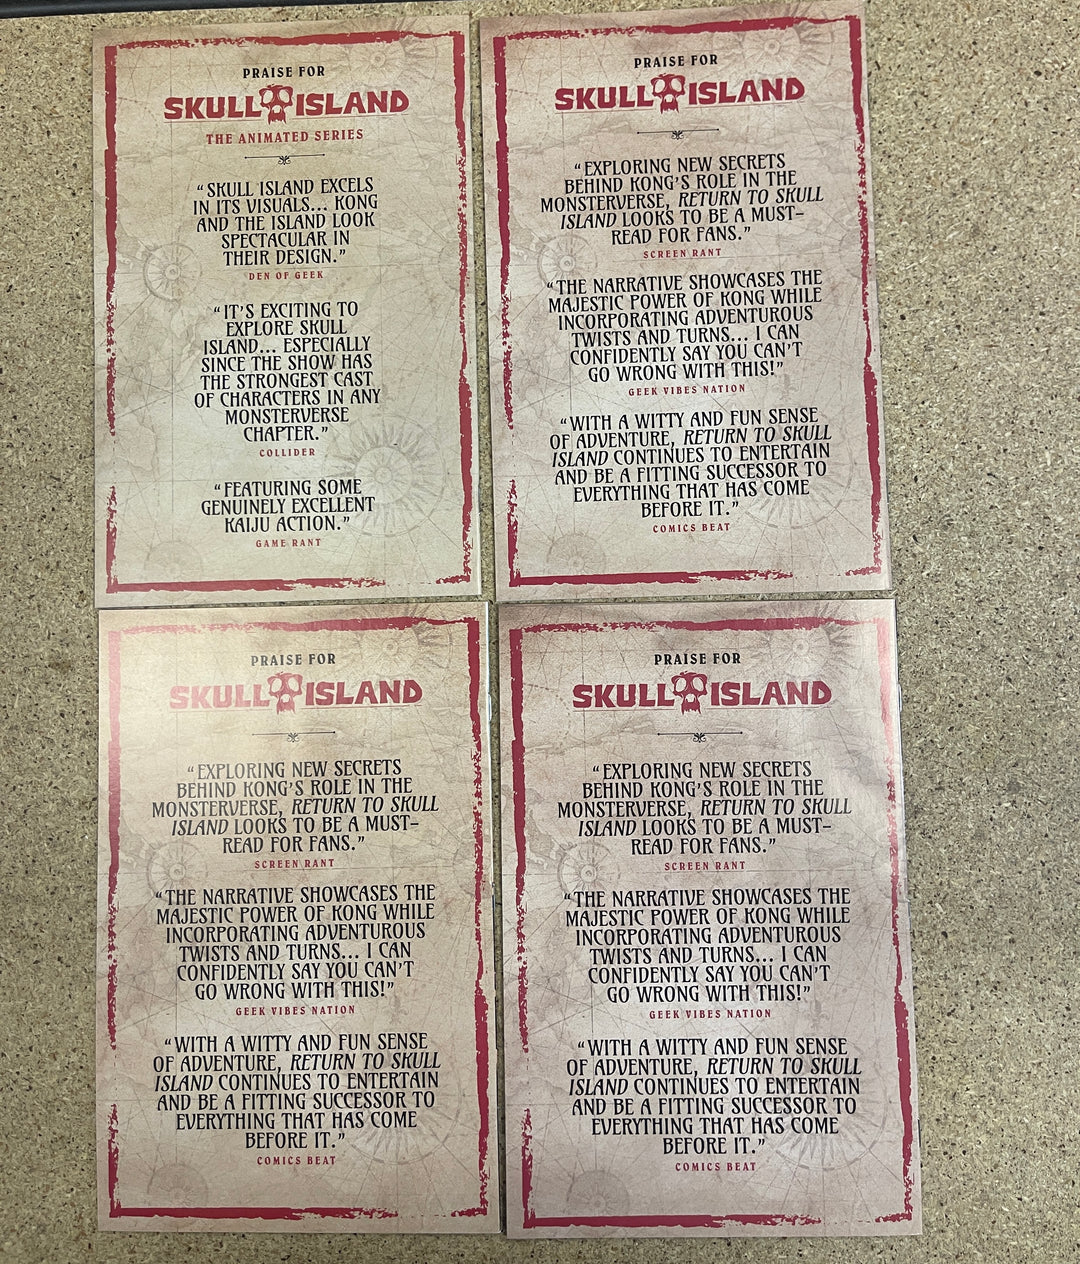 PRAISE FOR
SKULL ISLAND
THE ANIMATED SERIES
"SKULL ISLAND EXCELS
IN ITS VISUALS... KONG
AND THE ISLAND LOOK
SPECTACULAR IN
THEIR DESIGN."
DEN OF GEEK
"IT'S EXCITING TO
EXPLORE SKULL
ISLAND... ESPECIALLY
SINCE THE SHOW HAS
THE STRONGEST CAST
OF CHARACTERS IN ANY
MONSTERVERSE
CHAPTER."
COLLIDER
"FEATURING SOME
GENUINELY EXCELLENT
KAIJU ACTION."
GAME RANT
PRAISE FOR
SKULL ISLAND
"EXPLORING NEW SECRETS
BEHIND KONG'S ROLE IN THE
MONSTERVERSE, RETURN TO SKULL
ISLAND LOOKS TO BE A MUST-
READ FOR FANS."
SCREEN RANT
"THE NARRATIVE SHOWCASES THE
MAJESTIC POWER OF KONG WHILE
INCORPORATING ADVENTUROUS
TWISTS AND TURNS... I CAN
CONFIDENTLY SAY YOU CAN'T
GO WRONG WITH THIS!"
GEEK VIBES NATION
"WITH A WITTY AND FUN SENSE
OF ADVENTURE, RETURN TO SKULL
ISLAND CONTINUES TO ENTERTAIN
AND BE A FITTING SUCCESSOR TO
EVERYTHING THAT HAS COME
BEFORE IT."
COMICS BEAT
PRAISE FOR
SKULL ISLAND
"EXPLORING NEW SECRETS
BEHIND KONG'S ROLE IN THE
MONSTERVERSE, RETURN TO SKULL
ISLAND LOOKS TO BE A MUST-
READ FOR FANS."
SCREEN RANT
"THE NARRATIVE SHOWCASES THE
MAJESTIC POWER OF KONG WHILE
INCORPORATING ADVENTUROUS
TWISTS AND TURNS... I CAN
CONFIDENTLY SAY YOU CAN'T
GO WRONG WITH THIS!"
GEEK VIBES NATION
"WITH A WITTY AND FUN SENSE
OF ADVENTURE, RETURN TO SKULL
ISLAND CONTINUES TO ENTERTAIN
AND BE A FITTING SUCCESSOR TO
EVERYTHING THAT HAS COME
BEFORE IT."
COMICS BEAT
PRAISE FOR
SKULL ISLAND
"EXPLORING NEW SECRETS
BEHIND KONG'S ROLE IN THE
MONSTERVERSE, RETURN TO SKULL
ISLAND LOOKS TO BE A MUST-
READ FOR FANS."
SCREEN RANT
"THE NARRATIVE SHOWCASES THE
MAJESTIC POWER OF KONG WHILE
INCORPORATING ADVENTUROUS
TWISTS AND TURNS... I CAN
CONFIDENTLY SAY YOU CAN'T
GO WRONG WITH THIS!"
GEEK VIBES NATION
"WITH A WITTY AND FUN SENSE
OF ADVENTURE, RETURN TO SKULL
ISLAND CONTINUES TO ENTERTAIN
AND BE A FITTING SUCCESSOR TO
EVERYTHING THAT HAS COME
BEFORE IT."
COMICS BEAT